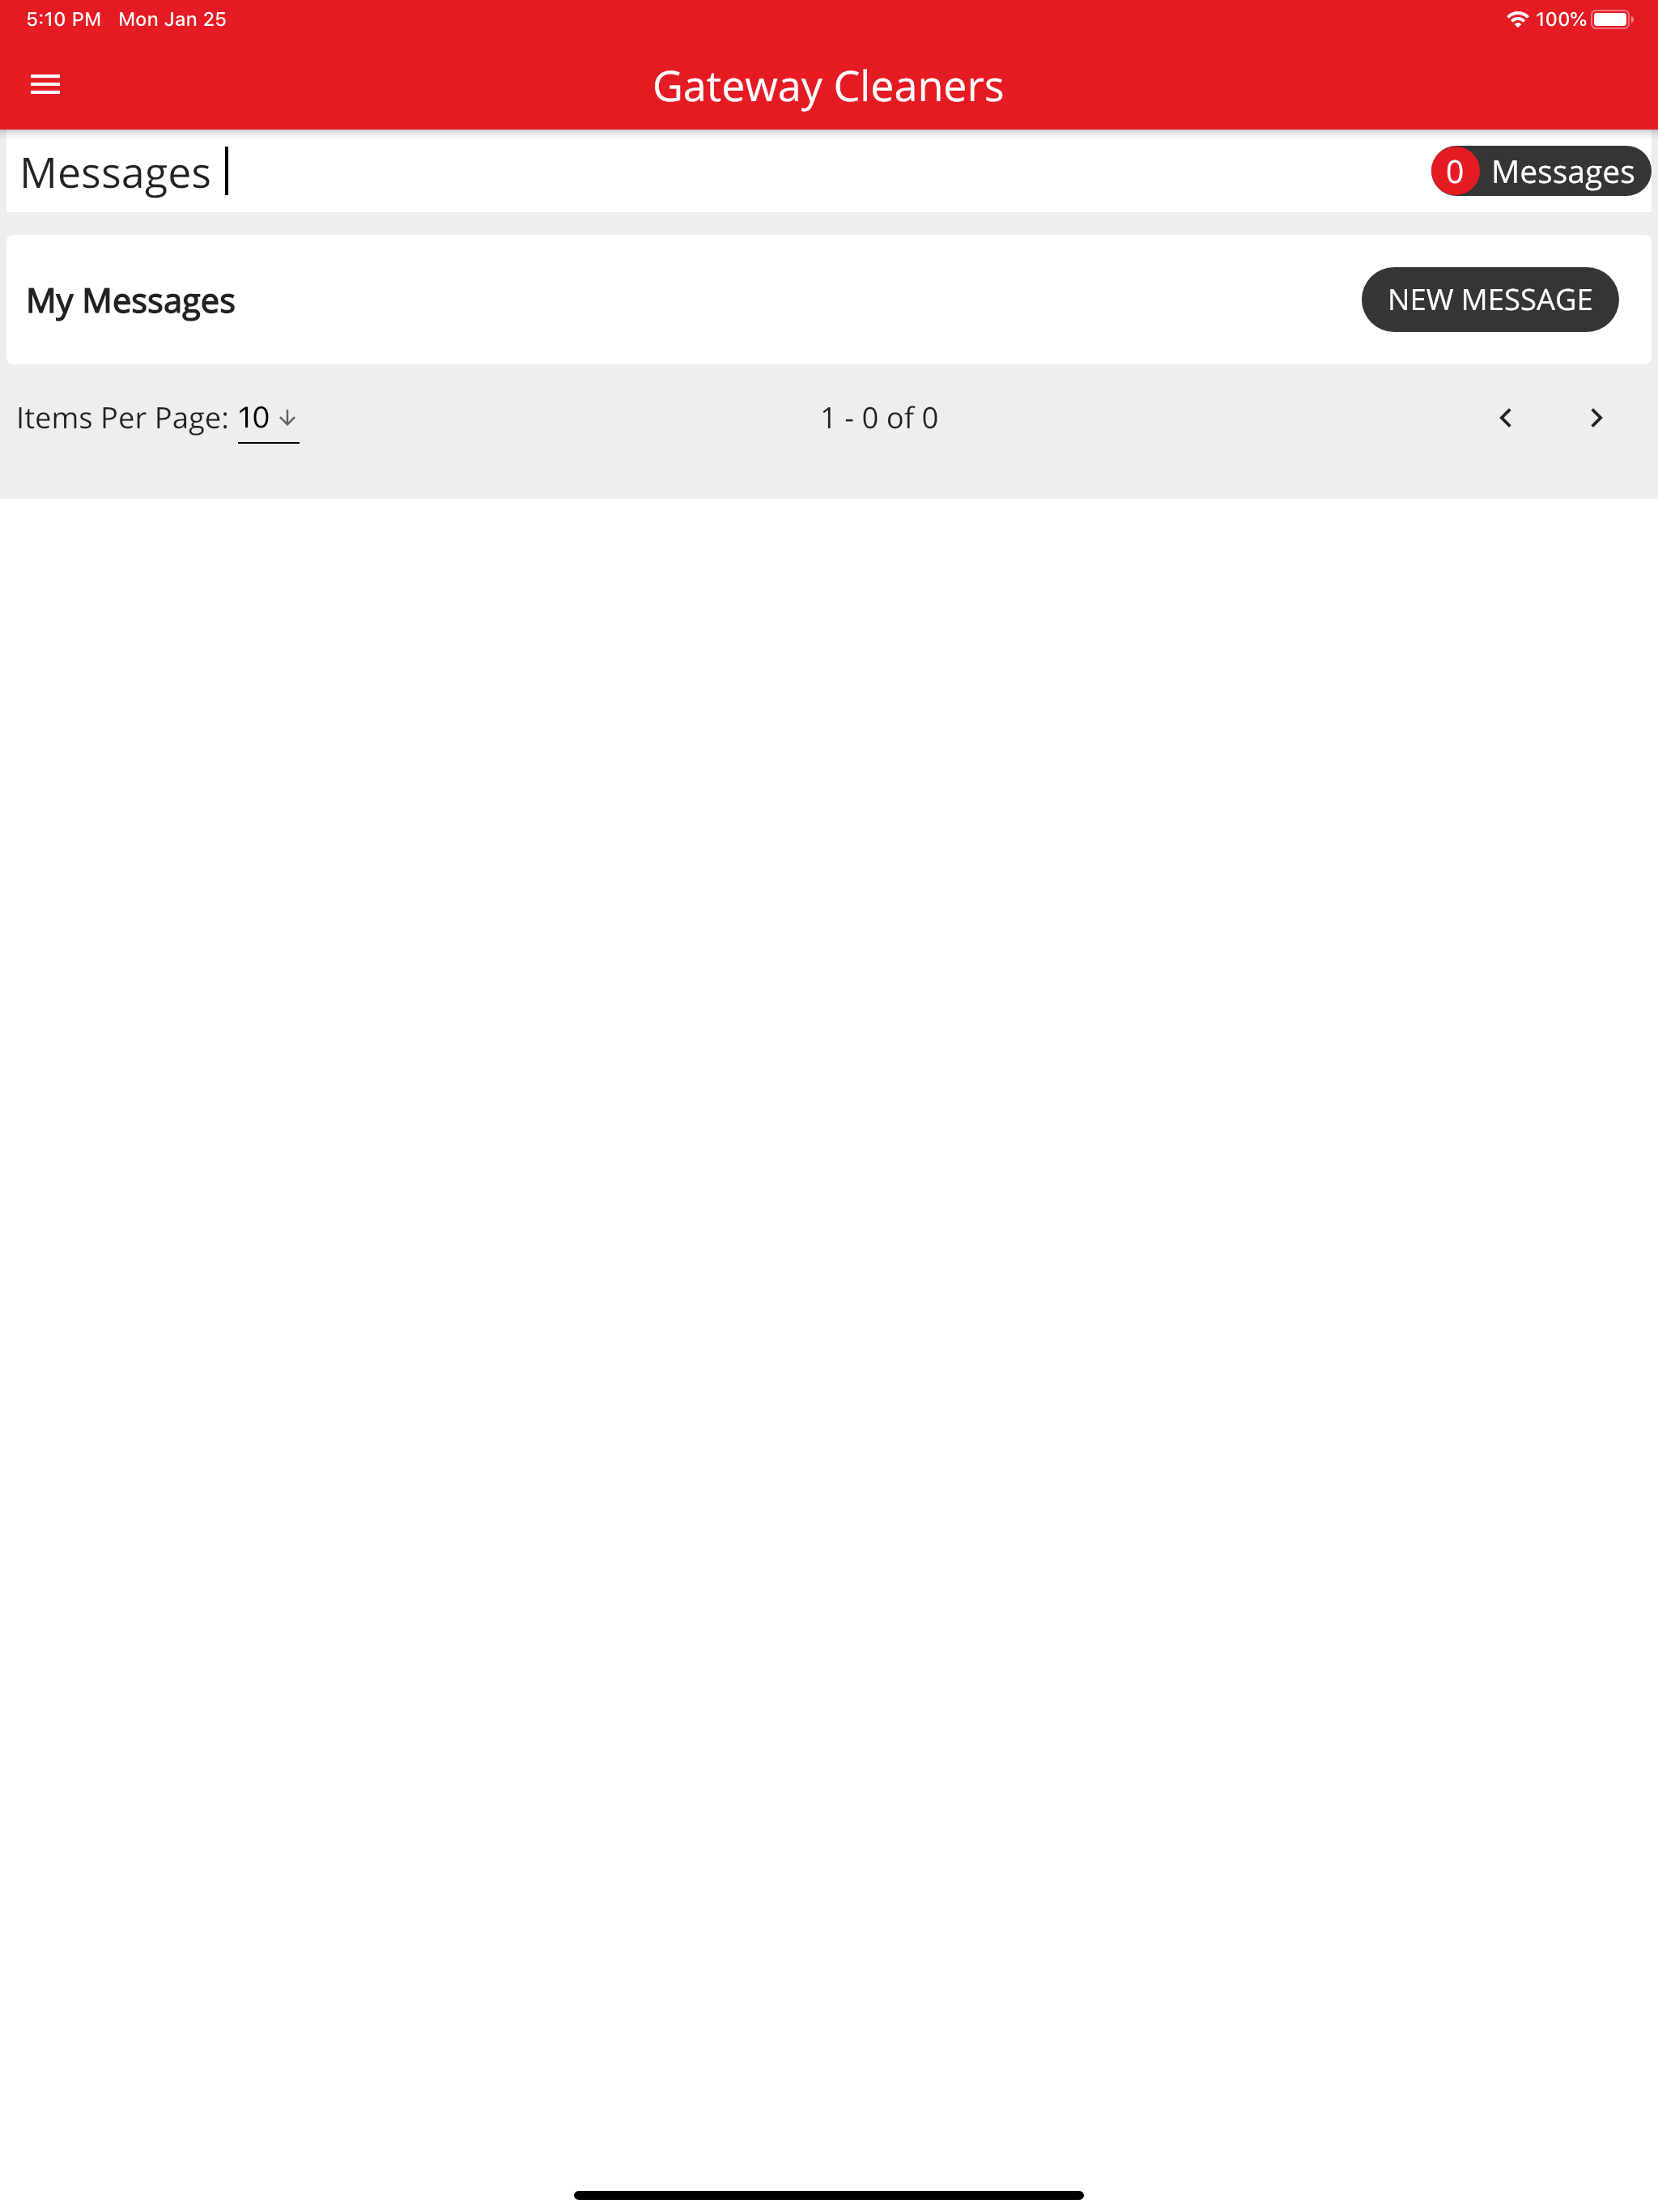 5:10 PM Mon Jan 25 100%
Gateway Cleaners
Messages 0 Messages
My Messages NEW MESSAGE
Items Per Page: 10 1 - 0 of 0